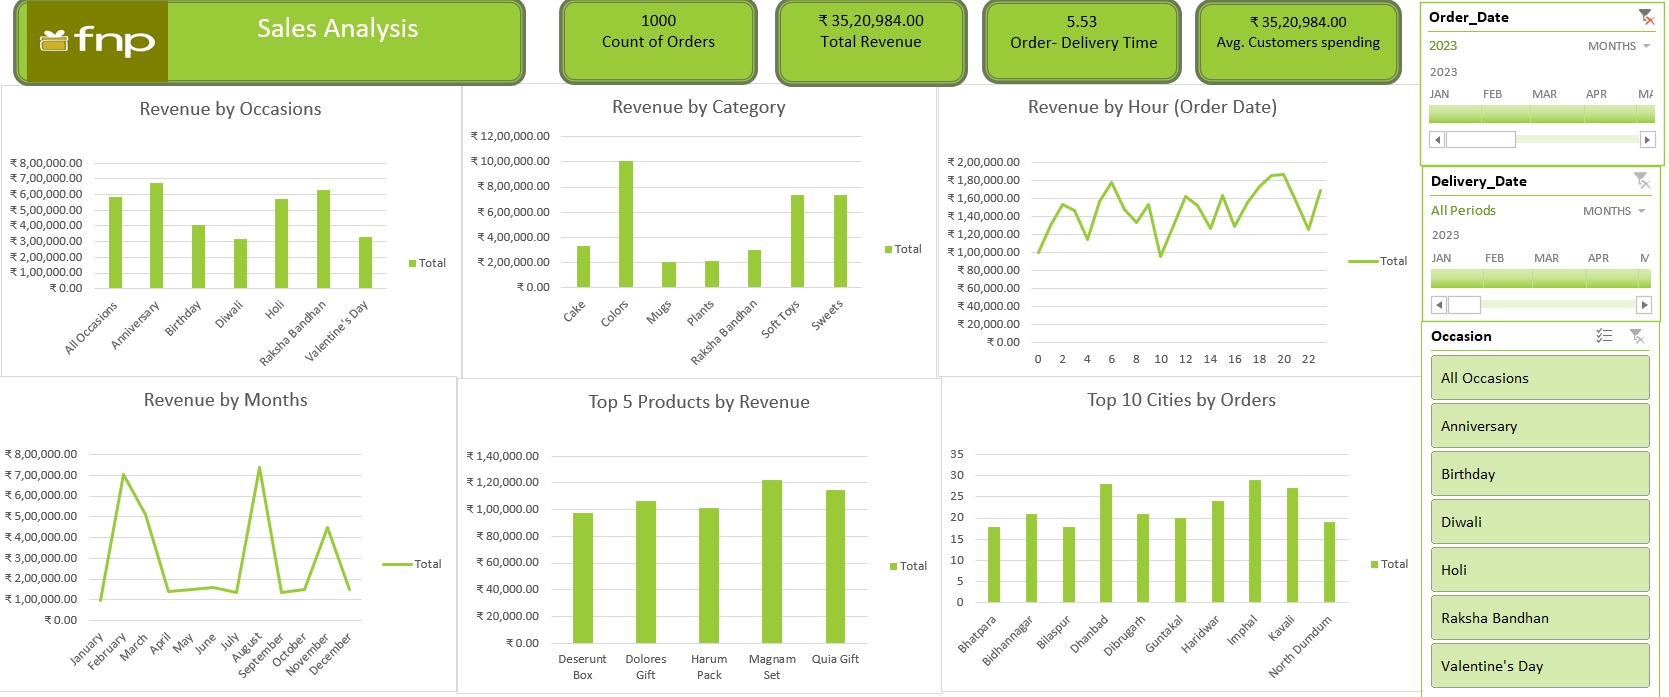 fnp
Sales Analysis
1000
Count of Orders
₹ 35,20,984.00
Total Revenue
5.53
Order- Delivery Time
₹ 35,20,984.00
Avg. Customers spending
Order_Date
2023
MONTHS
2023
JAN FEB MAR APR MA
Delivery_Date
All Periods
MONTHS
2023
JAN FEB MAR APR M
Occasion
All Occasions
Anniversary
Birthday
Diwali
Holi
Raksha Bandhan
Valentine's Day
Revenue by Occasions
₹ 8,00,000.00
₹ 7,00,000.00
₹ 6,00,000.00
₹ 5,00,000.00
₹ 4,00,000.00
₹ 3,00,000.00
₹ 2,00,000.00
₹ 1,00,000.00
₹ 0.00
All Occasions
Anniversary
Birthday
Diwali
Holi
Raksha Bandhan
Valentine's Day
Total
Revenue by Category
₹ 12,00,000.00
₹ 10,00,000.00
₹ 8,00,000.00
₹ 6,00,000.00
₹ 4,00,000.00
₹ 2,00,000.00
₹ 0.00
Cake
Colors
Mugs
Plants
Raksha Bandhan
Soft Toys
Sweets
Total
Revenue by Hour (Order Date)
₹ 2,00,000.00
₹ 1,80,000.00
₹ 1,60,000.00
₹ 1,40,000.00
₹ 1,20,000.00
₹ 1,00,000.00
₹ 80,000.00
₹ 60,000.00
₹ 40,000.00
₹ 20,000.00
₹ 0.00
0 2 4 6 8 10 12 14 16 18 20 22
Total
Revenue by Months
₹ 8,00,000.00
₹ 7,00,000.00
₹ 6,00,000.00
₹ 5,00,000.00
₹ 4,00,000.00
₹ 3,00,000.00
₹ 2,00,000.00
₹ 1,00,000.00
₹ 0.00
January
February
March
April
May
June
July
August
September
October
November
December
Total
Top 5 Products by Revenue
₹ 1,40,000.00
₹ 1,20,000.00
₹ 1,00,000.00
₹ 80,000.00
₹ 60,000.00
₹ 40,000.00
₹ 20,000.00
₹ 0.00
Deserunt
Box
Dolores
Gift
Harum
Pack
Magnam
Set
Quia Gift
Total
Top 10 Cities by Orders
35
30
25
20
15
10
5
0
Bhatpara
Bidhannagar
Bilaspur
Dhanbad
Dibrugarh
Guntakal
Haridwar
Imphal
Kavali
North Dumdum
Total